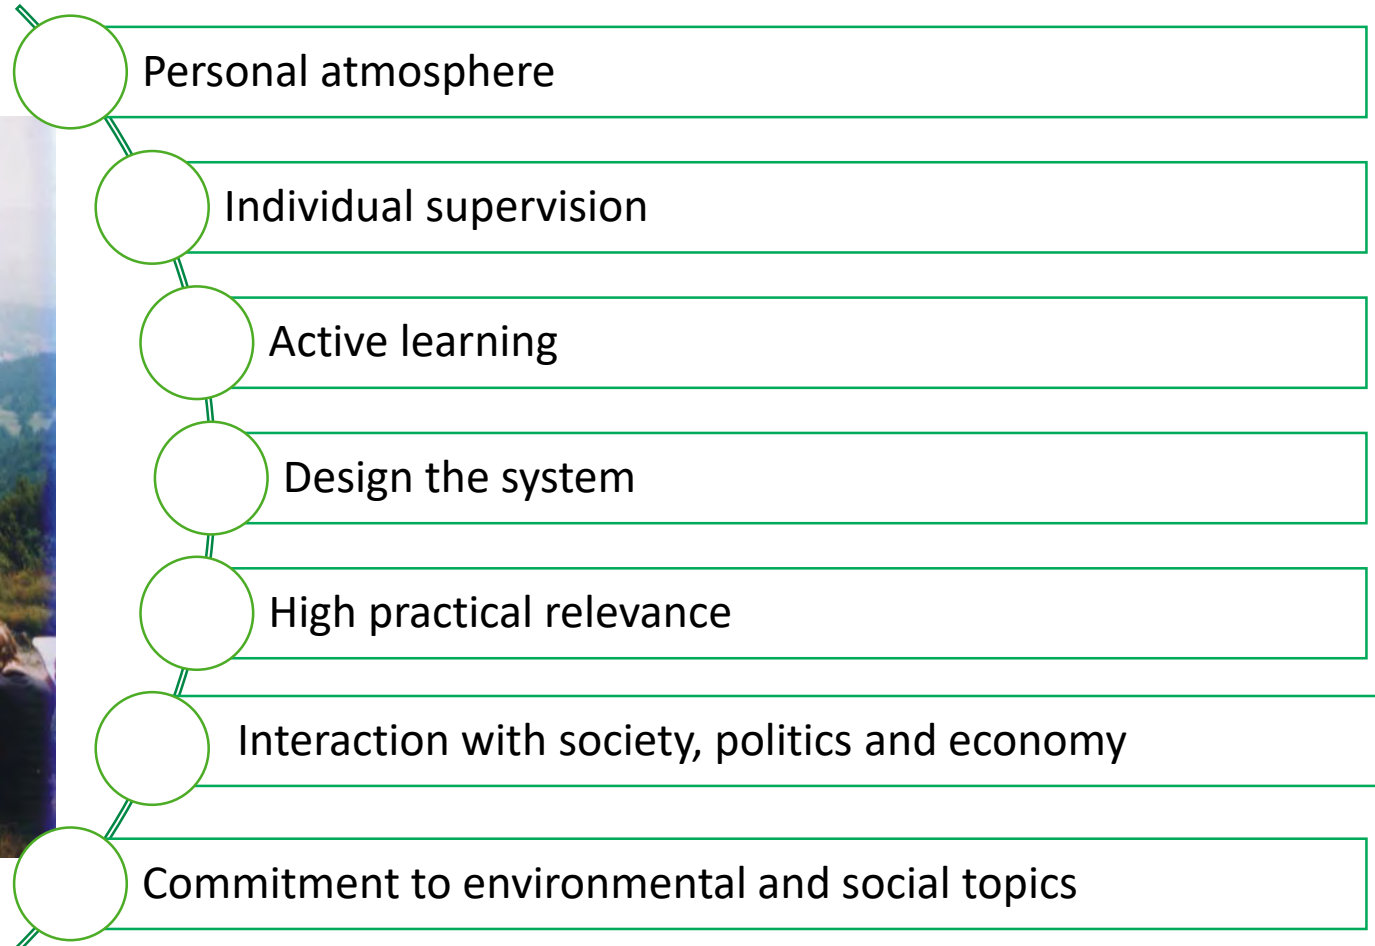 Personal atmosphere
Individual supervision
Active learning
Design the system
High practical relevance
Interaction with society, politics and economy
Commitment to environmental and social topics